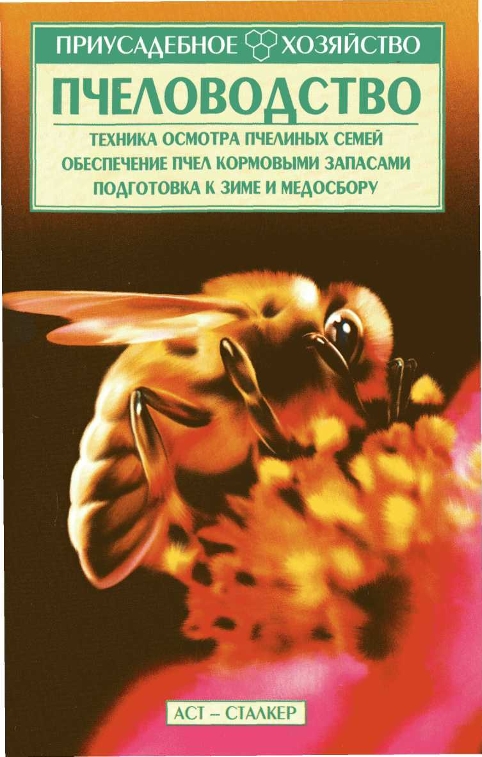 ПРИУСАДЕБНОЕ ХОЗЯЙСТВО
ПЧЕЛОВОДСТВО
ТЕХНИКА ОСМОТРА ПЧЕЛИНЫХ СЕМЕЙ
ОБЕСПЕЧЕНИЕ ПЧЕЛ КОРМОВЫМИ ЗАПАСАМИ
ПОДГОТОВКА К ЗИМЕ И МЕДОСБОРУ
АСТ – СТАЛКЕР